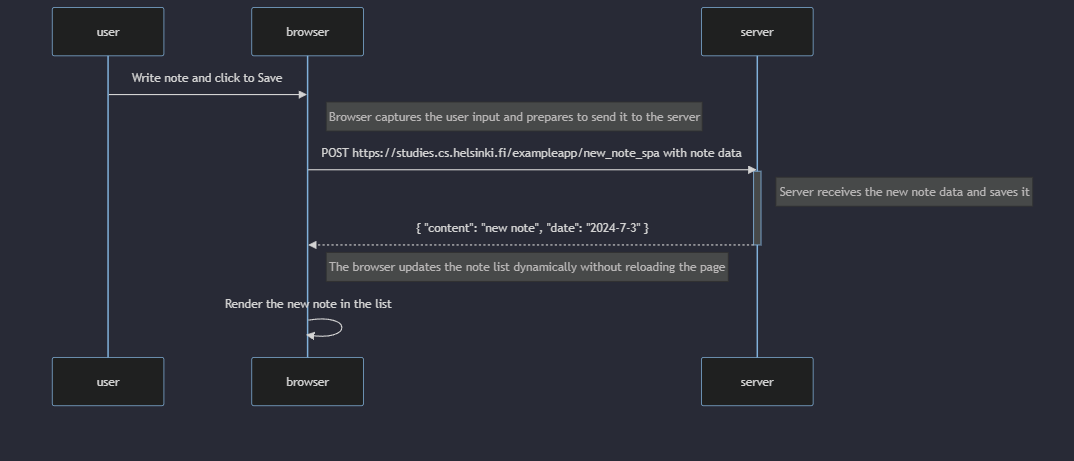 user browser server
Write note and click to Save
Browser captures the user input and prepares to send it to the server
POST https://studies.cs.helsinki.fi/exampleapp/new_note_spa with note data
Server receives the new note data and saves it
{ "content": "new note", "date": "2024-7-3" }
The browser updates the note list dynamically without reloading the page
Render the new note in the list
user browser server